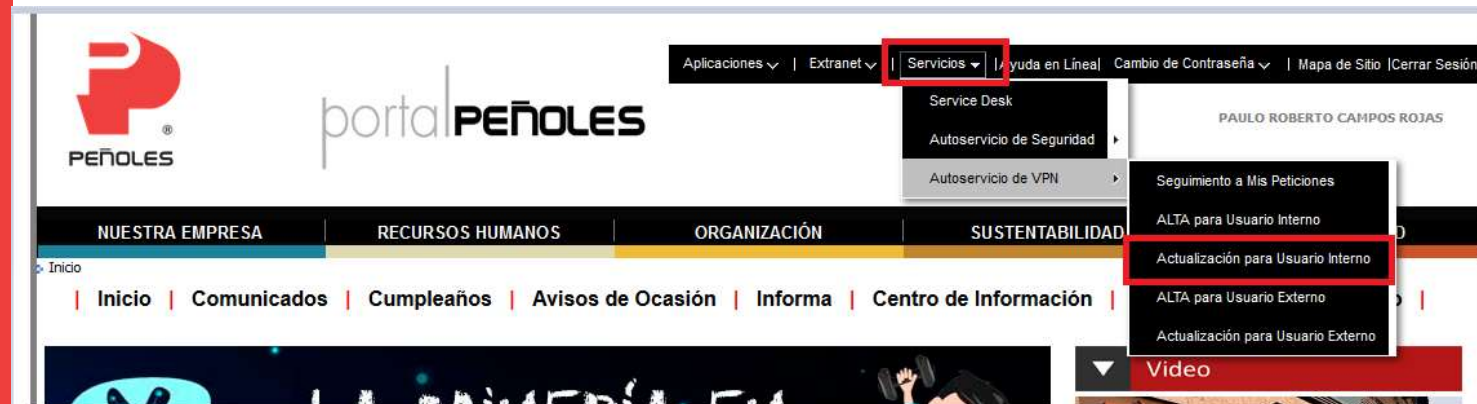 Aplicaciones | Extranet | Servicios | Ayuda en Línea| Cambio de Contraseña | Mapa de Sitio |Cerrar Sesión
Service Desk
Autoservicio de Seguridad
Autoservicio de VPN
PAULO ROBERTO CAMPOS ROJAS
PEÑOLES
®
portal PEÑOLES
Seguimiento a Mis Peticiones
ALTA para Usuario Interno
Actualización para Usuario Interno
ALTA para Usuario Externo
Actualización para Usuario Externo
NUESTRA EMPRESA | RECURSOS HUMANOS | ORGANIZACIÓN | SUSTENTABILIDAD
Inicio
| Inicio | Comunicados | Cumpleaños | Avisos de Ocasión | Informa | Centro de Información |
Video